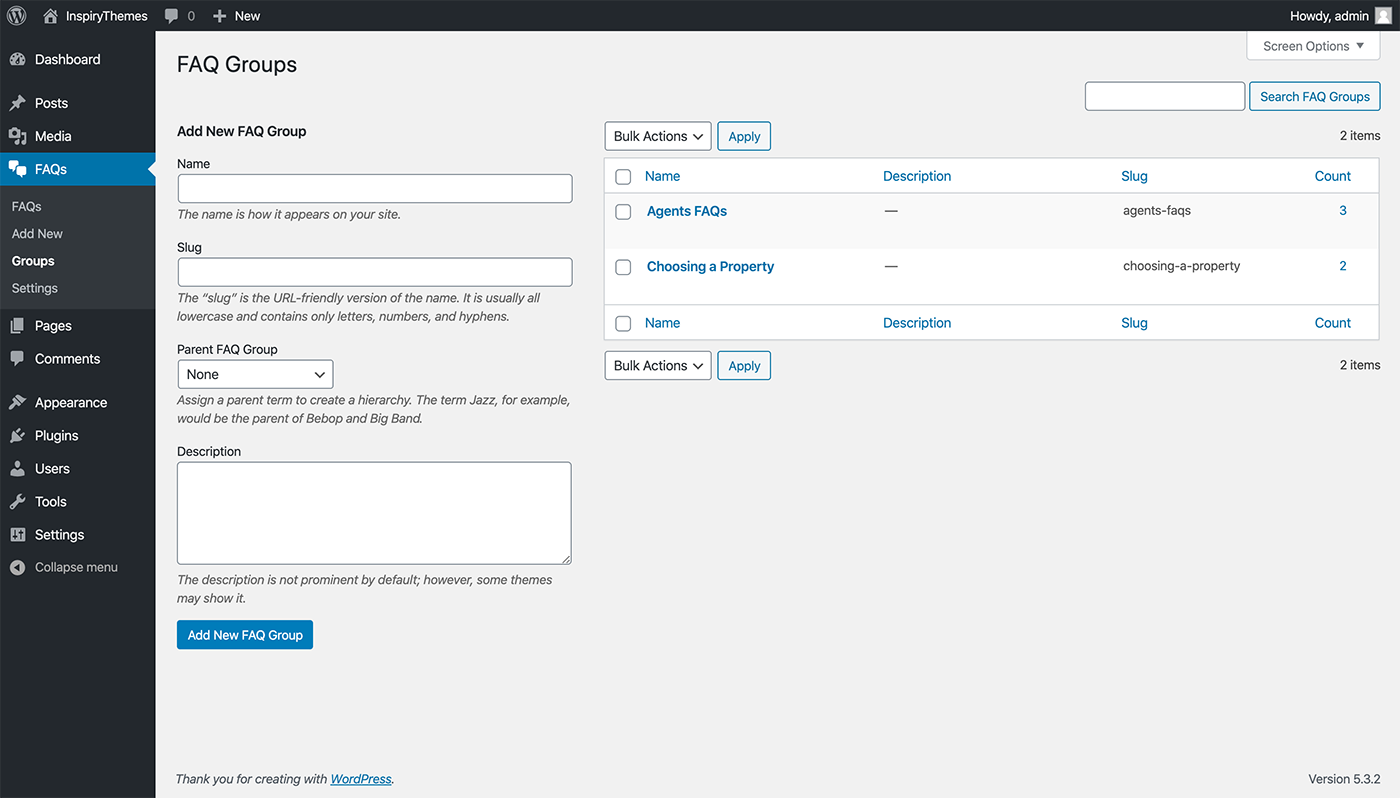 InspiryThemes 0 New Howdy, admin
Dashboard
Posts
Media
FAQs
FAQs
Add New
Groups
Settings
Pages
Comments
Appearance
Plugins
Users
Tools
Settings
Collapse menu
Screen Options
FAQ Groups
Search FAQ Groups
Add New FAQ Group
Name
The name is how it appears on your site.
Slug
The “slug” is the URL-friendly version of the name. It is usually all
lowercase and contains only letters, numbers, and hyphens.
Parent FAQ Group
None
Assign a parent term to create a hierarchy. The term Jazz, for example,
would be the parent of Bebop and Big Band.
Description
The description is not prominent by default; however, some themes
may show it.
Add New FAQ Group
Bulk Actions Apply 2 items
Name Description Slug Count
Agents FAQs — agents-faqs 3
Choosing a Property — choosing-a-property 2
Name Description Slug Count
Bulk Actions Apply 2 items
Thank you for creating with WordPress. Version 5.3.2